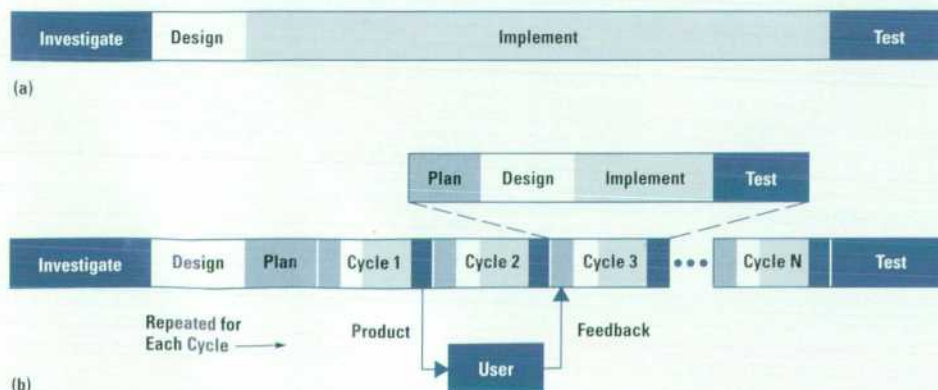 Investigate Design Implement Test
(a)
Plan Design Implement Test
Investigate Design Plan Cycle 1 Cycle 2 Cycle 3 Cycle N Test
Repeated for
Each Cycle
Product
Feedback
User
(b)